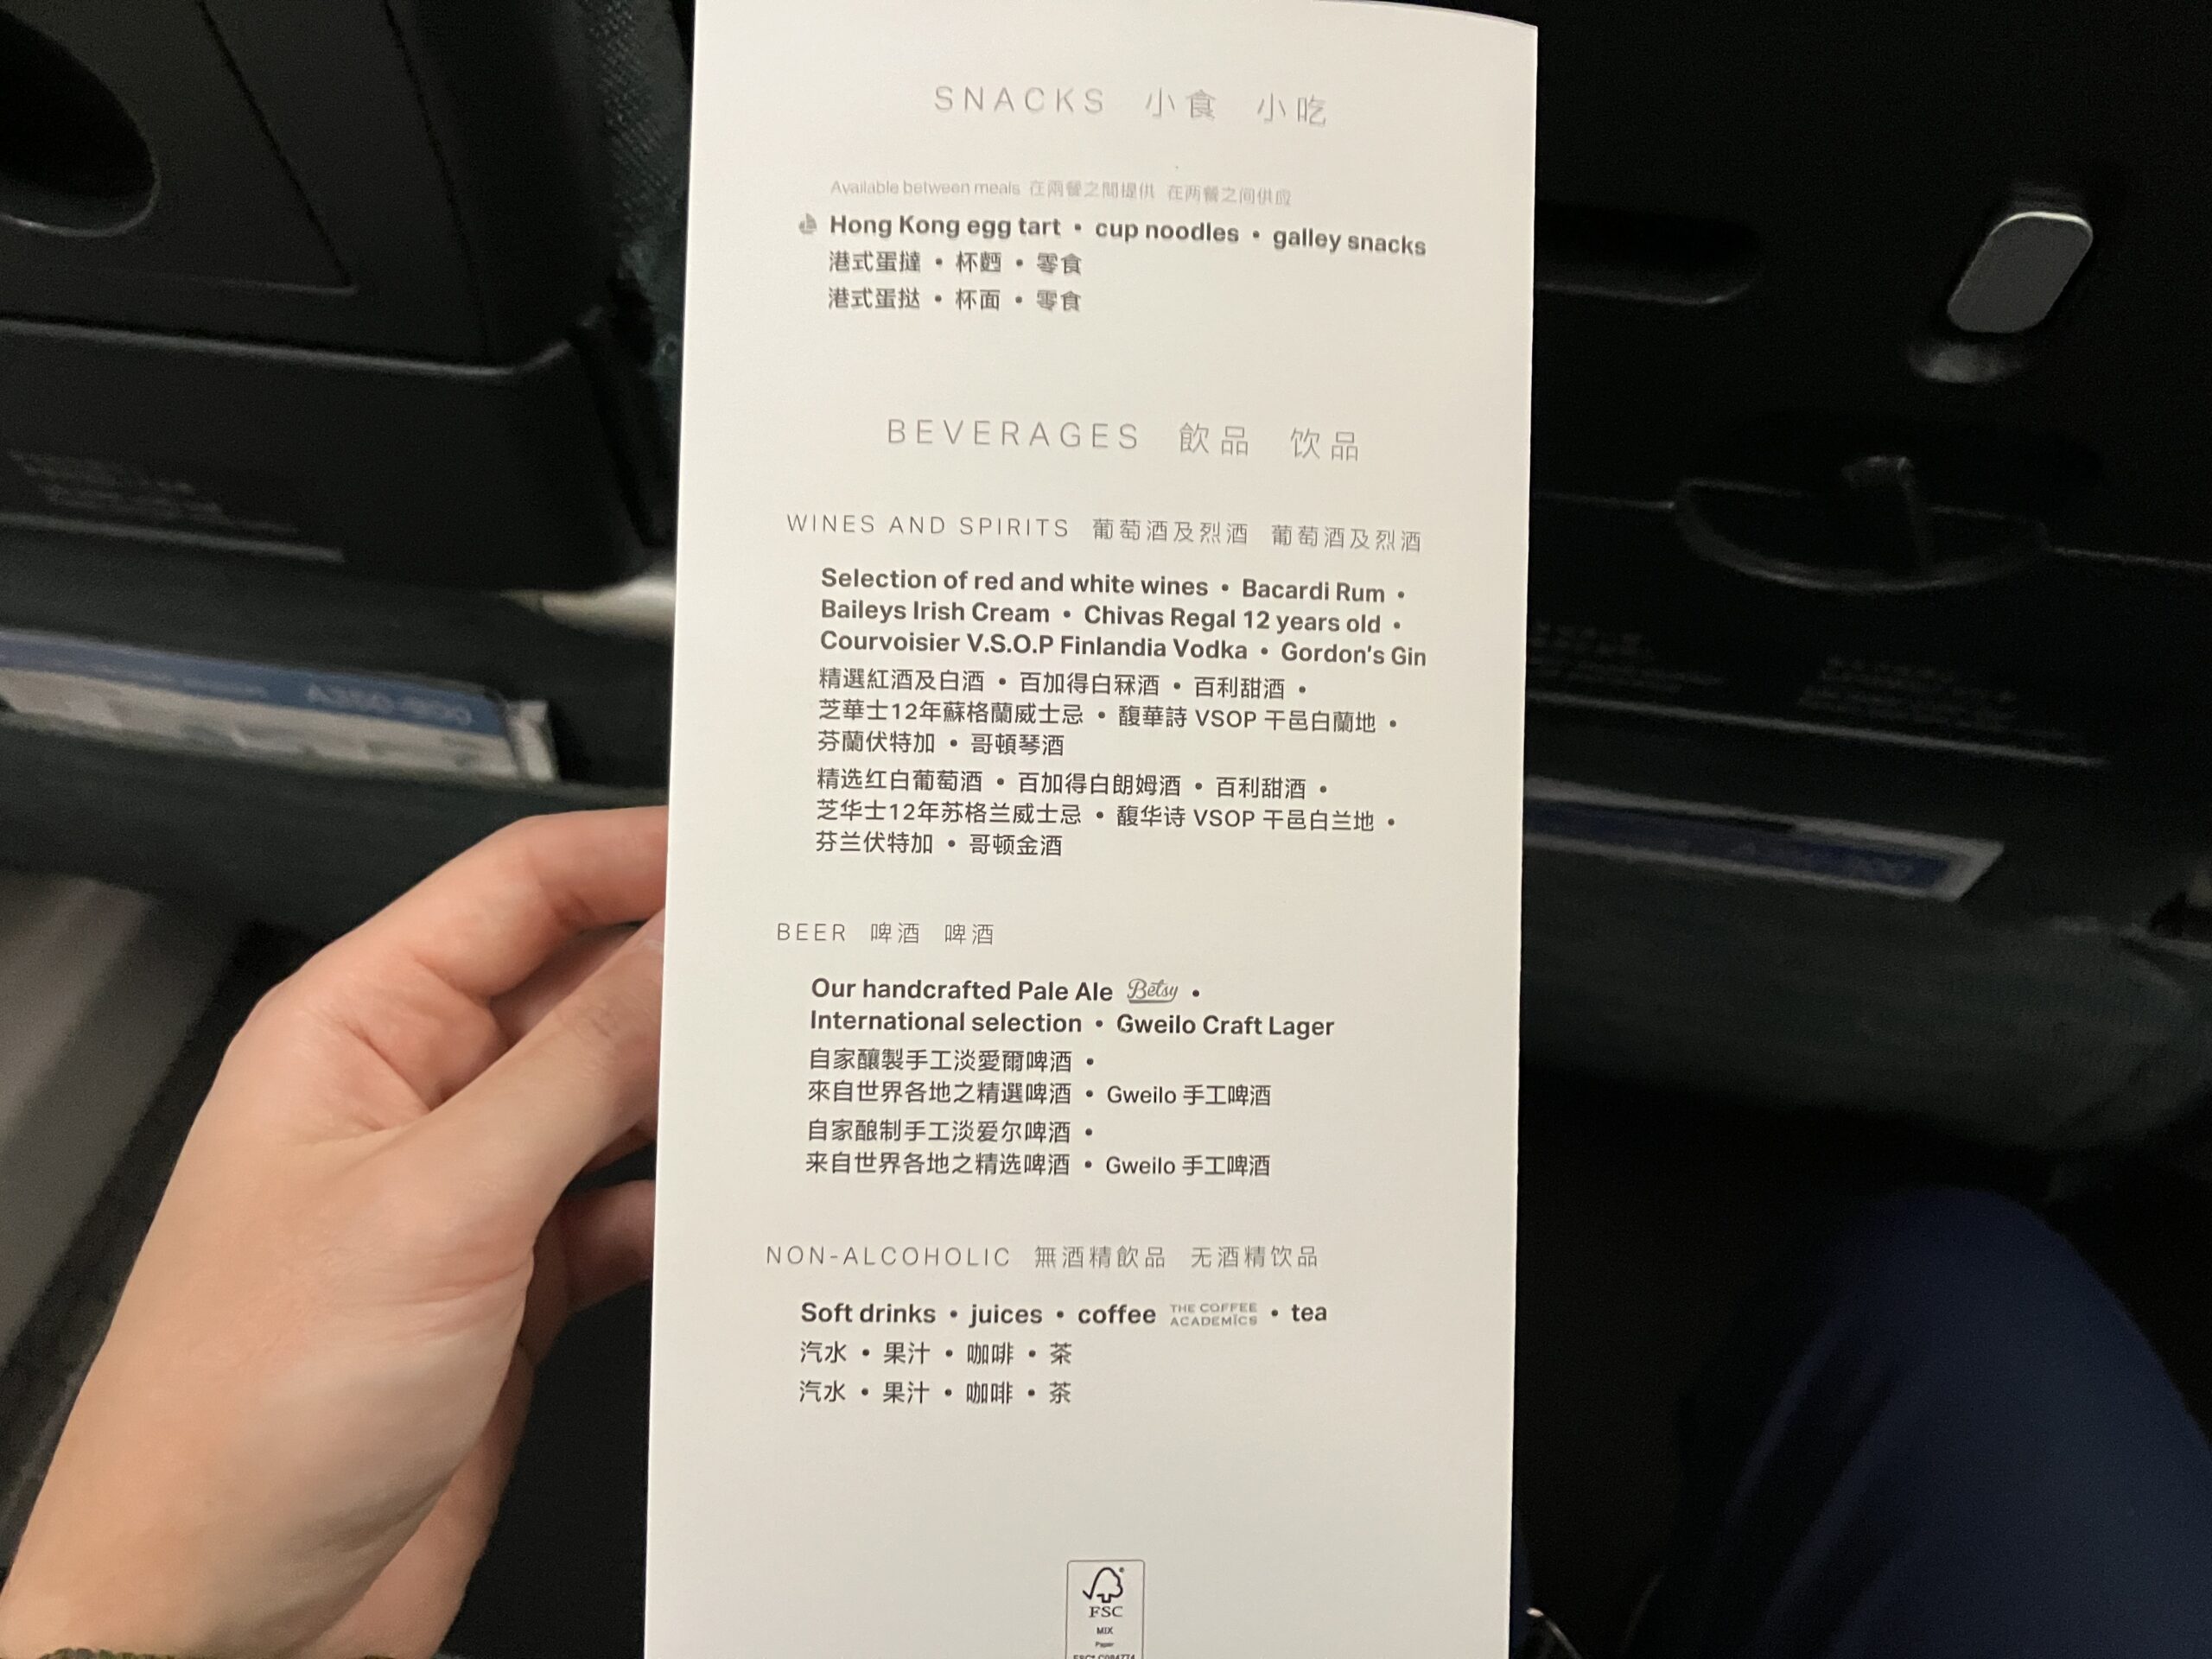 SNACKS 小食 小吃
Available between meals 在兩餐之間提供 在两餐之间供应
Hong Kong egg tart • cup noodles • galley snacks
港式蛋撻 • 杯麪 • 零食
港式蛋挞 • 杯面 • 零食
BEVERAGES 飲品 饮品
WINES AND SPIRITS 葡萄酒及烈酒 葡萄酒及烈酒
Selection of red and white wines • Bacardi Rum •
Baileys Irish Cream • Chivas Regal 12 years old •
Courvoisier V.S.O.P Finlandia Vodka • Gordon's Gin
精選紅酒及白酒 • 百加得白冧酒 • 百利甜酒 •
芝華士12年蘇格蘭威士忌 • 馥華詩 VSOP 干邑白蘭地 •
芬蘭伏特加 • 哥頓琴酒
精选红白葡萄酒 • 百加得白朗姆酒 • 百利甜酒 •
芝华士12年苏格兰威士忌 • 馥华诗 VSOP 干邑白兰地 •
芬兰伏特加 • 哥顿金酒
BEER 啤酒 啤酒
Our handcrafted Pale Ale Betsy •
International selection • Gweilo Craft Lager
自家釀製手工淡愛爾啤酒 •
來自世界各地之精選啤酒 • Gweilo 手工啤酒
自家酿制手工淡爱尔啤酒 •
来自世界各地之精选啤酒 • Gweilo 手工啤酒
NON-ALCOHOLIC 無酒精飲品 无酒精饮品
Soft drinks • juices • coffee THE COFFEE ACADEMICS • tea
汽水 • 果汁 • 咖啡 • 茶
汽水 • 果汁 • 咖啡 • 茶
FSC
MIX
Paper
A350-900